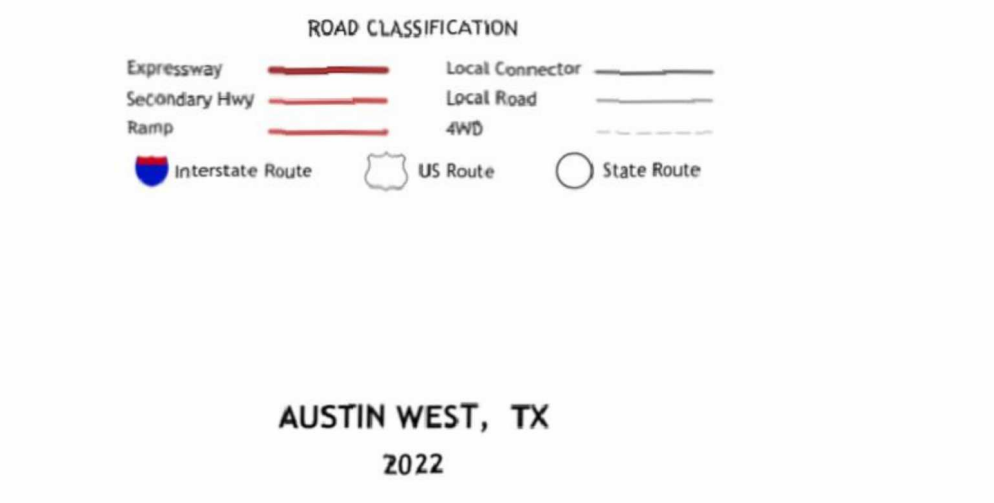 ROAD CLASSIFICATION
Expressway
Local Connector
Secondary Hwy
Local Road
Ramp
4WD
Interstate Route
US Route
State Route
AUSTIN WEST, TX
2022